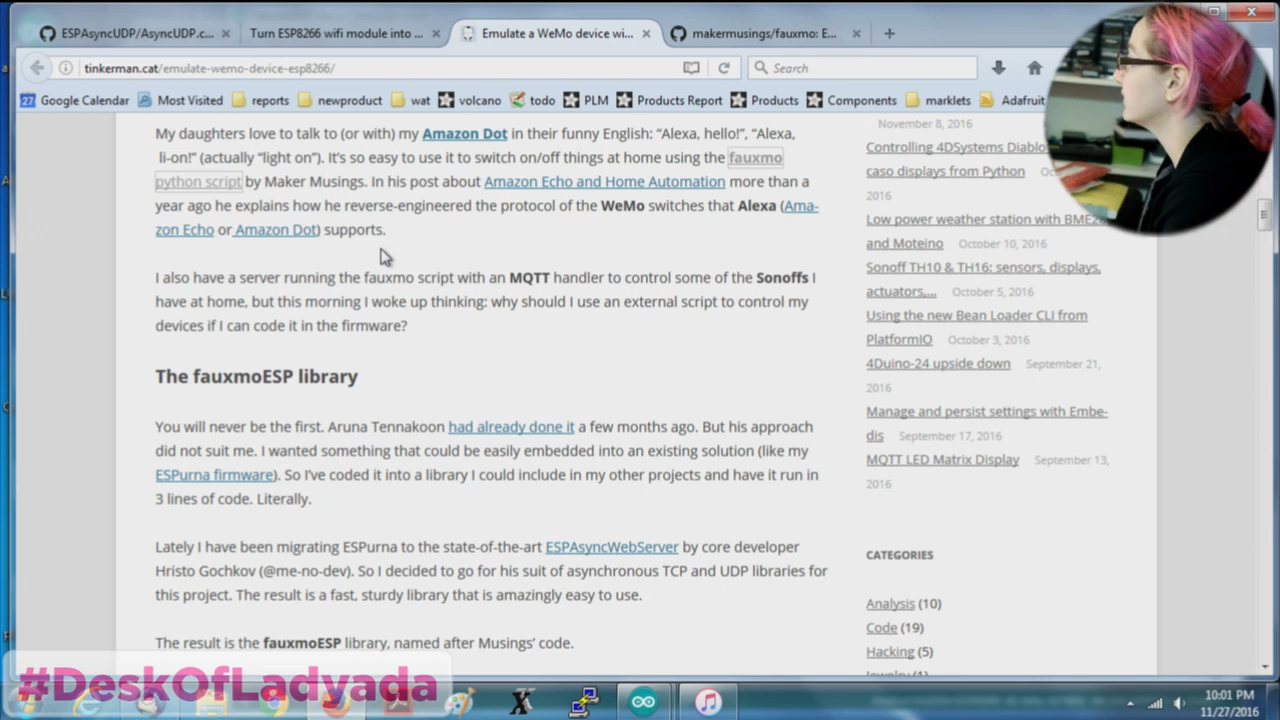 ESPAsyncUDP/AsyncUDP.c...
Turn ESP8266 wifi module into ...
Emulate a WeMo device wi...
makermusings/fauxmo: E...
tinkerman.cat/emulate-wemo-device-esp8266/
Search
27 Google Calendar
Most Visited
reports
newproduct
wat
volcano
todo
PLM
Products Report
Products
Components
marklets
Adafruit
My daughters love to talk to (or with) my Amazon Dot in their funny English: “Alexa, hello!”, “Alexa,
li-on!” (actually “light on”). It’s so easy to use it to switch on/off things at home using the fauxmo
python script by Maker Musings. In his post about Amazon Echo and Home Automation more than a
year ago he explains how he reverse-engineered the protocol of the WeMo switches that Alexa (Ama-
zon Echo or Amazon Dot) supports.
I also have a server running the fauxmo script with an MQTT handler to control some of the Sonoffs I
have at home, but this morning I woke up thinking: why should I use an external script to control my
devices if I can code it in the firmware?
The fauxmoESP library
You will never be the first. Aruna Tennakoon had already done it a few months ago. But his approach
did not suit me. I wanted something that could be easily embedded into an existing solution (like my
ESPurna firmware). So I’ve coded it into a library I could include in my other projects and have it run in
3 lines of code. Literally.
Lately I have been migrating ESPurna to the state-of-the-art ESPAsyncWebServer by core developer
Hristo Gochkov (@me-no-dev). So I decided to go for his suit of asynchronous TCP and UDP libraries for
this project. The result is a fast, sturdy library that is amazingly easy to use.
The result is the fauxmoESP library, named after Musings’ code.
November 8, 2016
Controlling 4DSystems Diablo
caso displays from Python
2016
Low power weather station with BME28
and Moteino October 10, 2016
Sonoff TH10 & TH16: sensors, displays,
actuators,... October 5, 2016
Using the new Bean Loader CLI from
PlatformIO October 3, 2016
4Duino-24 upside down September 21,
2016
Manage and persist settings with Embe-
dis September 17, 2016
MQTT LED Matrix Display September 13,
2016
CATEGORIES
Analysis (10)
Code (19)
Hacking (5)
Jewelry (1)
#DeskOfLadyada
10:01 PM
11/27/2016